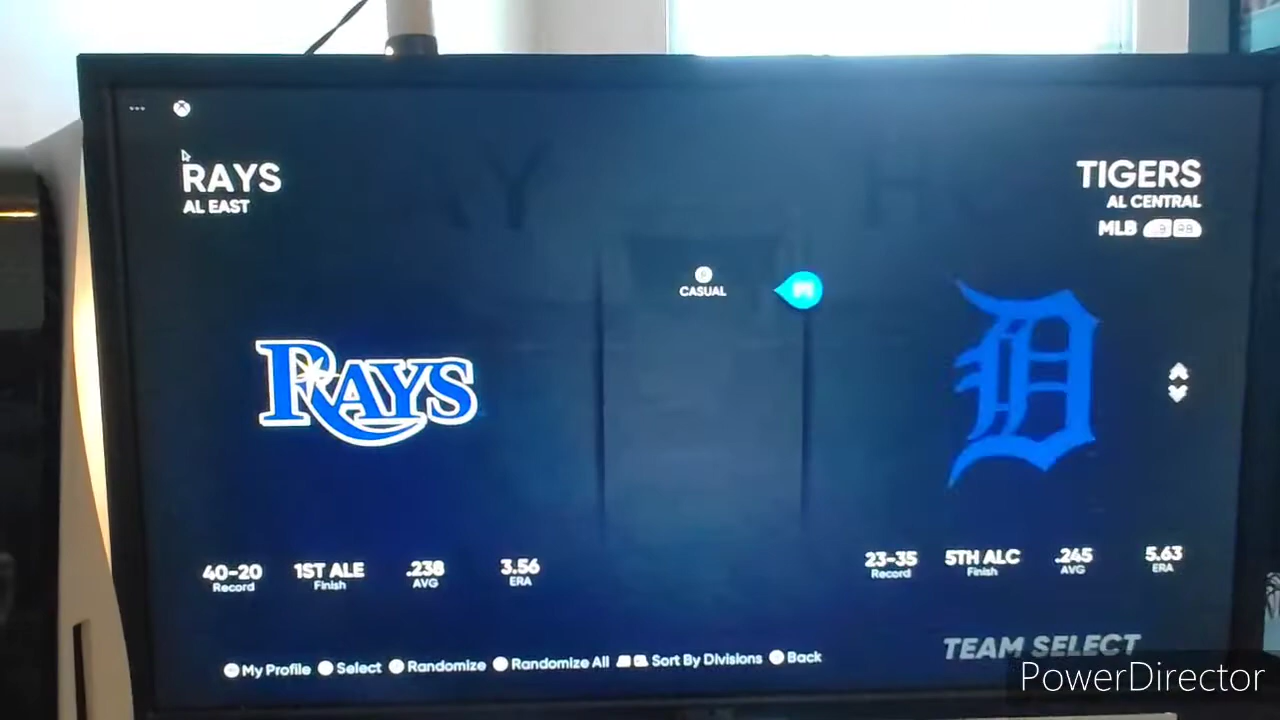 RAYS
AL EAST
TIGERS
AL CENTRAL
MLB
CASUAL
RAYS
D
40-20 1ST ALE .238 3.56
Record Finish AVG ERA
23-35 5TH ALC .245 5.63
Record Finish AVG ERA
TEAM SELECT
My Profile Select Randomize Randomize All Sort By Divisions Back
PowerDirector